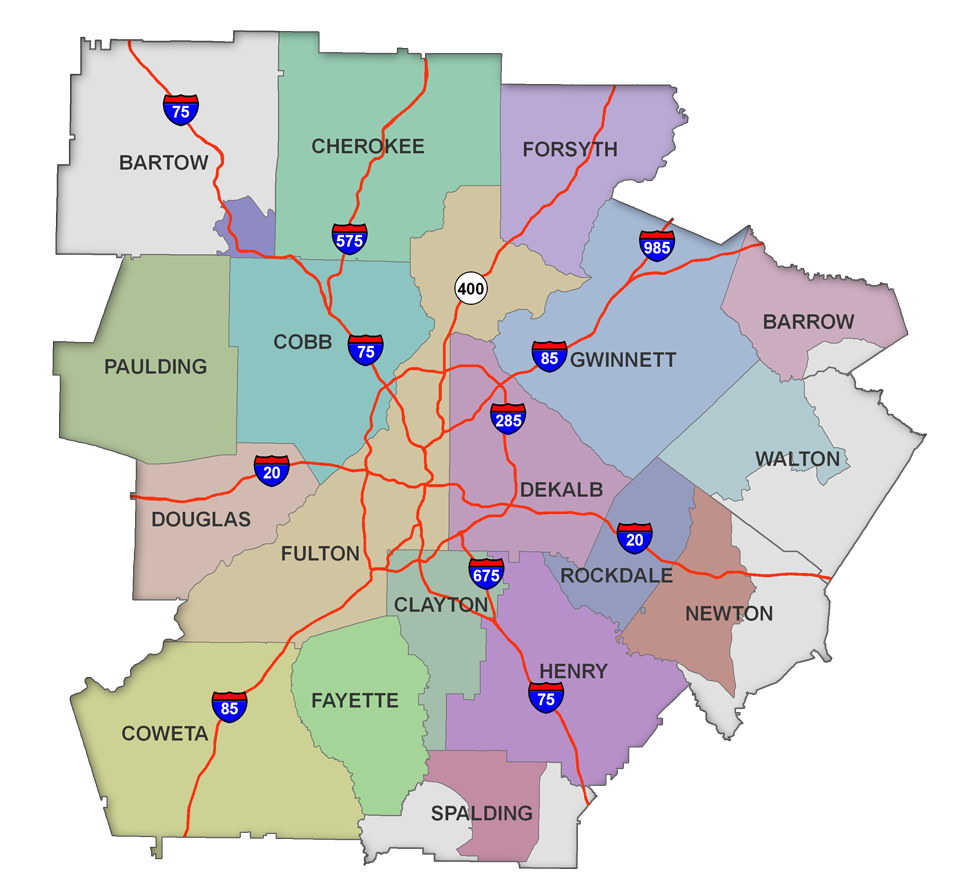 75
BARTOW
CHEROKEE
FORSYTH
575
985
400
COBB
75
BARROW
PAULDING
85
GWINNETT
285
20
WALTON
DEKALB
DOUGLAS
20
FULTON
675
ROCKDALE
CLAYTON
NEWTON
HENRY
75
FAYETTE
85
COWETA
SPALDING